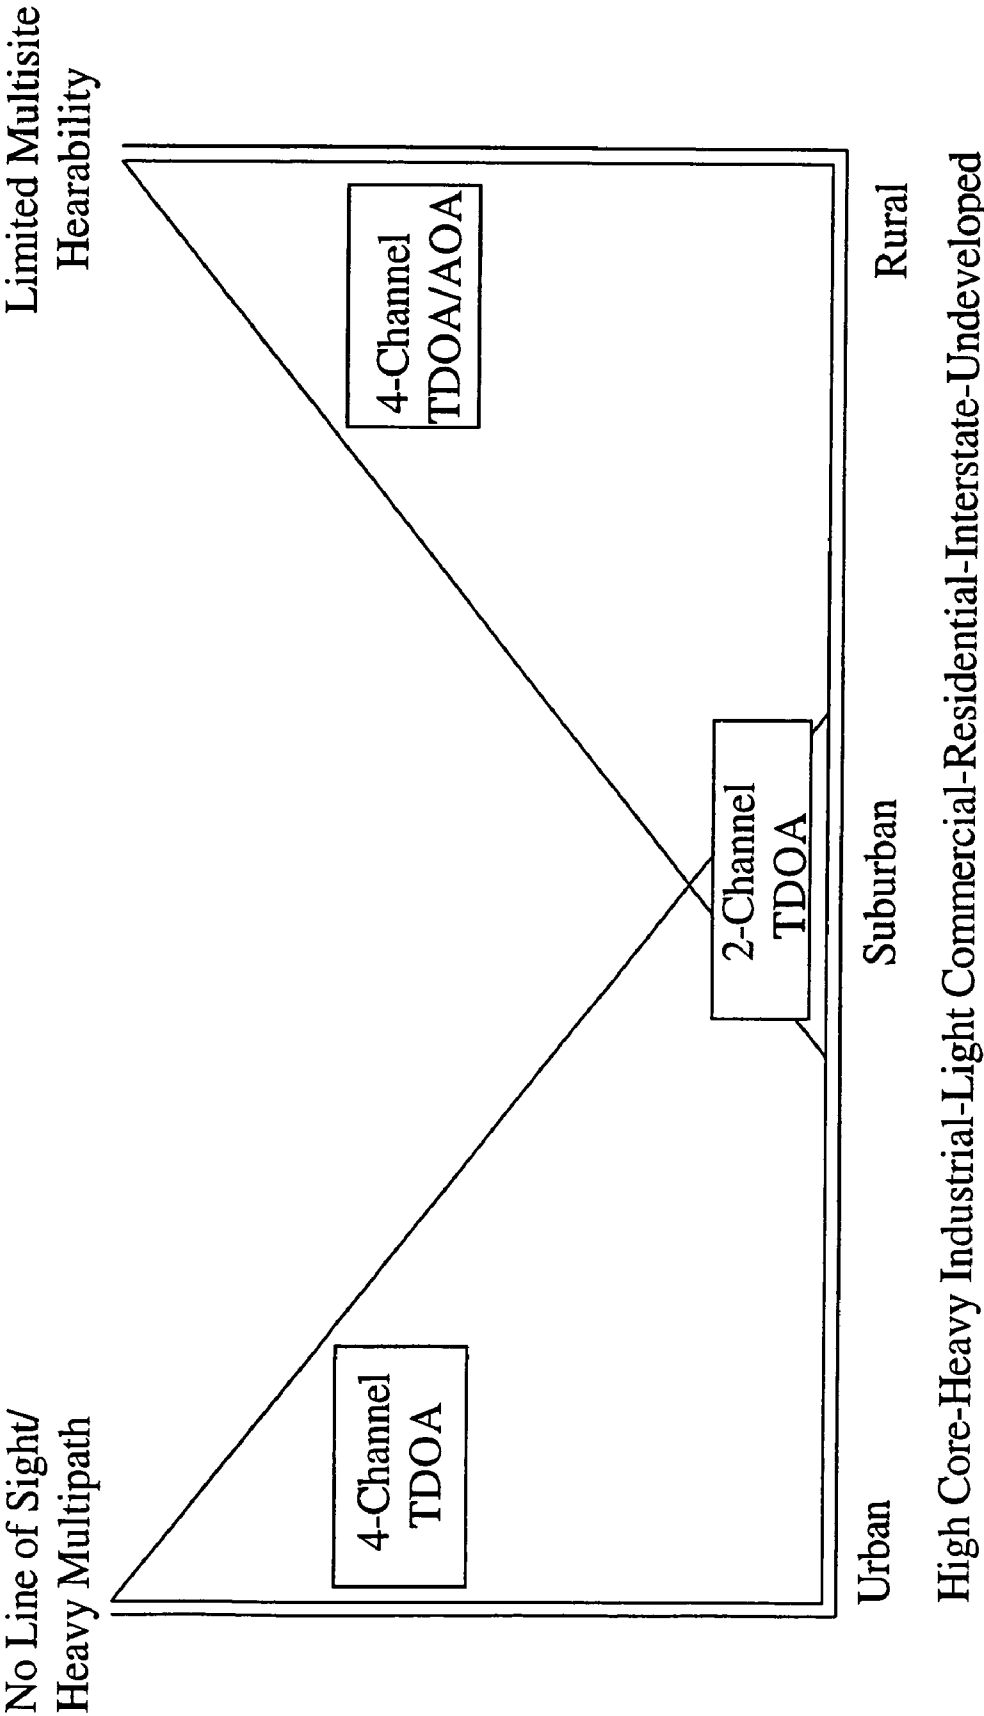 No Line of Sight/
Heavy Multipath
Limited Multisite
Hearability
4-Channel
TDOA
4-Channel
TDOA/AOA
2-Channel
TDOA
Urban
Suburban
Rural
High Core-Heavy Industrial-Light Commercial-Residential-Interstate-Undeveloped